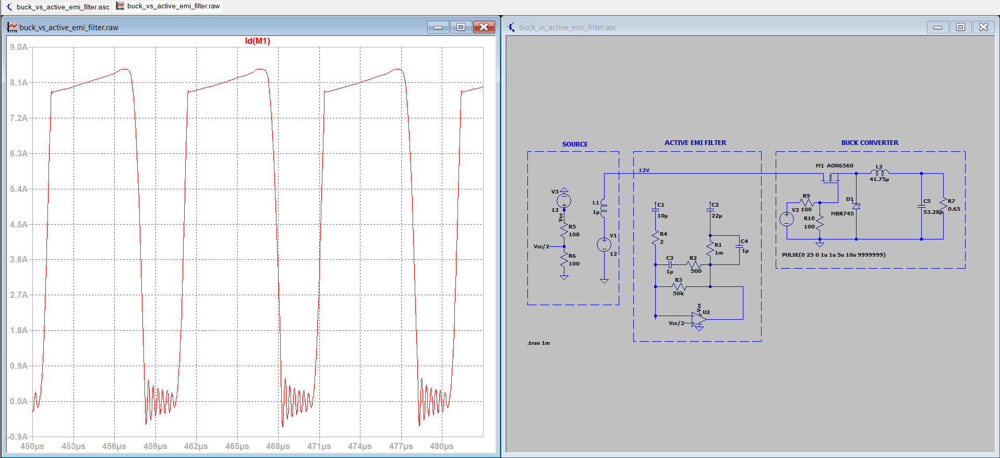 buck_vs_active_emi_filter.asc
buck_vs_active_emi_filter.raw
buck_vs_active_emi_filter.raw
Id(M1)
9.0A
8.1A
7.2A
6.3A
5.4A
4.5A
3.6A
2.7A
1.8A
0.9A
0.0A
-0.9A
450µs 453µs 456µs 459µs 462µs 465µs 468µs 471µs 474µs 477µs 480µs
buck_vs_active_emi_filter.asc
SOURCE
V3
12
Vcc
R5
100
Vcc/2
R6
100
L1
1µ
V1
12
.tran 1m
ACTIVE EMI FILTER
12V
C1
10µ
C2
22µ
R4
2
R1
1m
C4
1µ
C3
1µ
R2
500
R3
50k
Vcc
U2
Vcc/2
BUCK CONVERTER
M1 AON6560
L2
41.75µ
R9
100
V2
R10
100
D1
MBR745
C5
53.28µ
R7
0.65
PULSE(0 25 0 1u 1u 5u 10u 9999999)